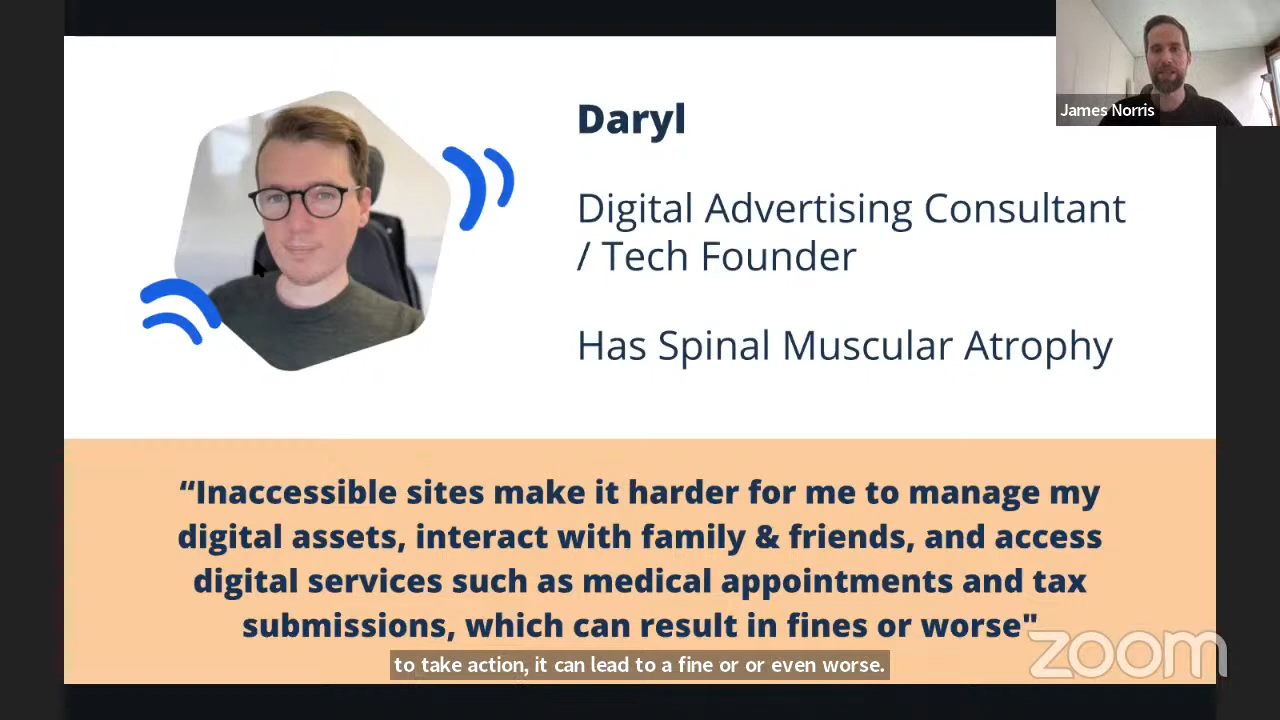 James Norris
Daryl
Digital Advertising Consultant
/ Tech Founder
Has Spinal Muscular Atrophy
“Inaccessible sites make it harder for me to manage my
digital assets, interact with family & friends, and access
digital services such as medical appointments and tax
submissions, which can result in fines or worse"
to take action, it can lead to a fine or or even worse.
zoom